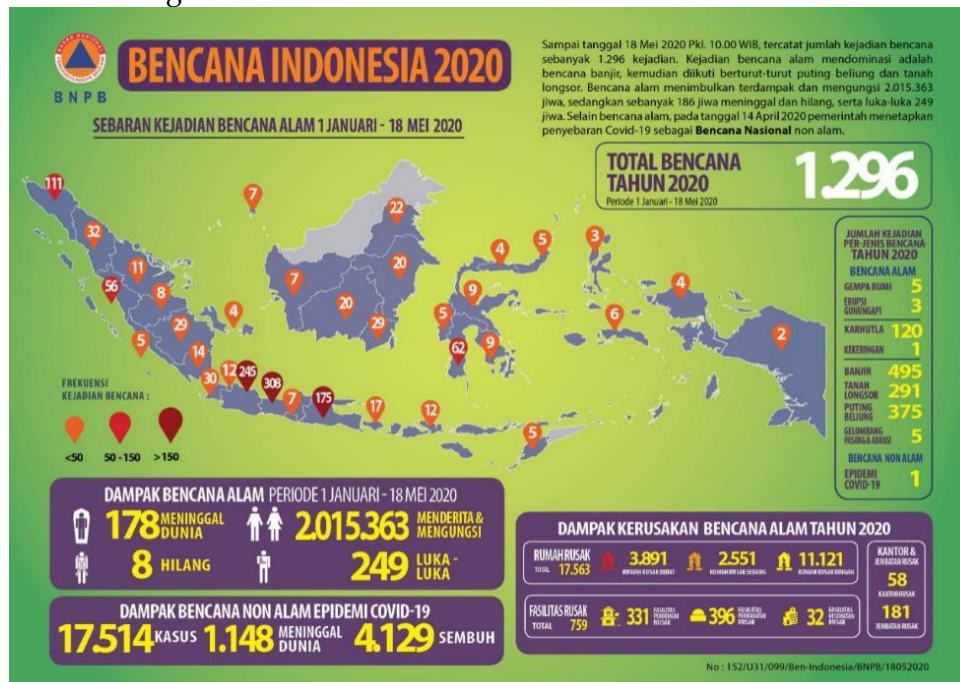 BNPB
BENCANA INDONESIA 2020
SEBARAN KEJADIAN BENCANA ALAM 1 JANUARI - 18 MEI 2020
Sampai tanggal 18 Mei 2020 Pkl. 10.00 WIB, tercatat jumlah kejadian bencana
sebanyak 1.296 kejadian. Kejadian bencana alam mendominasi adalah
bencana banjir, kemudian diikuti berturut-turut puting beliung dan tanah
longsor. Bencana alam menimbulkan terdampak dan mengungsi 2.015.363
jiwa, sedangkan sebanyak 186 jiwa meninggal dan hilang, serta luka-luka 249
jiwa. Selain bencana alam, pada tanggal 14 April 2020 pemerintah menetapkan
penyebaran Covid-19 sebagai Bencana Nasional non alam.
TOTAL BENCANA
TAHUN 2020
Periode 1 Januari - 18 Mei 2020
1.296
111
32
11
56
8
5
29
4
14
30
12
245
308
7
175
17
12
5
7
7
22
20
20
29
4
5
9
5
62
9
3
6
4
2
JUMLAH KEJADIAN
PER-JENIS BENCANA
TAHUN 2020
BENCANA ALAM
GEMPA BUMI 5
ERUPSI
GUNUNGAPI 3
KARHUTLA 120
KEKERINGAN 1
BANJIR 495
TANAH
LONGSOR 291
PUTING
BELIUNG 375
GELOMBANG
PASANG & ABRASI 5
BENCANA NON ALAM
EPIDEMI
COVID-19 1
FREKUENSI
KEJADIAN BENCANA :
<50 50 -150 >150
DAMPAK BENCANA ALAM PERIODE 1 JANUARI - 18 MEI 2020
178 MENINGGAL DUNIA
2.015.363 MENDERITA & MENGUNGSI
8 HILANG
249 LUKA - LUKA
DAMPAK BENCANA NON ALAM EPIDEMI COVID-19
17.514 KASUS 1.148 MENINGGAL DUNIA 4.129 SEMBUH
DAMPAK KERUSAKAN BENCANA ALAM TAHUN 2020
RUMAH RUSAK
TOTAL 17.563
3.891 RUMAH RUSAK BERAT
2.551 RUMAH RUSAK SEDANG
11.121 RUMAH RUSAK RINGAN
FASILITAS RUSAK
TOTAL 759
331 FASILITAS PENDIDIKAN RUSAK
396 FASILITAS PERIBADATAN RUSAK
32 FASILITAS KESEHATAN RUSAK
KANTOR &
JEMBATAN RUSAK
58
KANTOR RUSAK
181
JEMBATAN RUSAK
No : 152/U31/099/Ben-Indonesia/BNPB/18052020